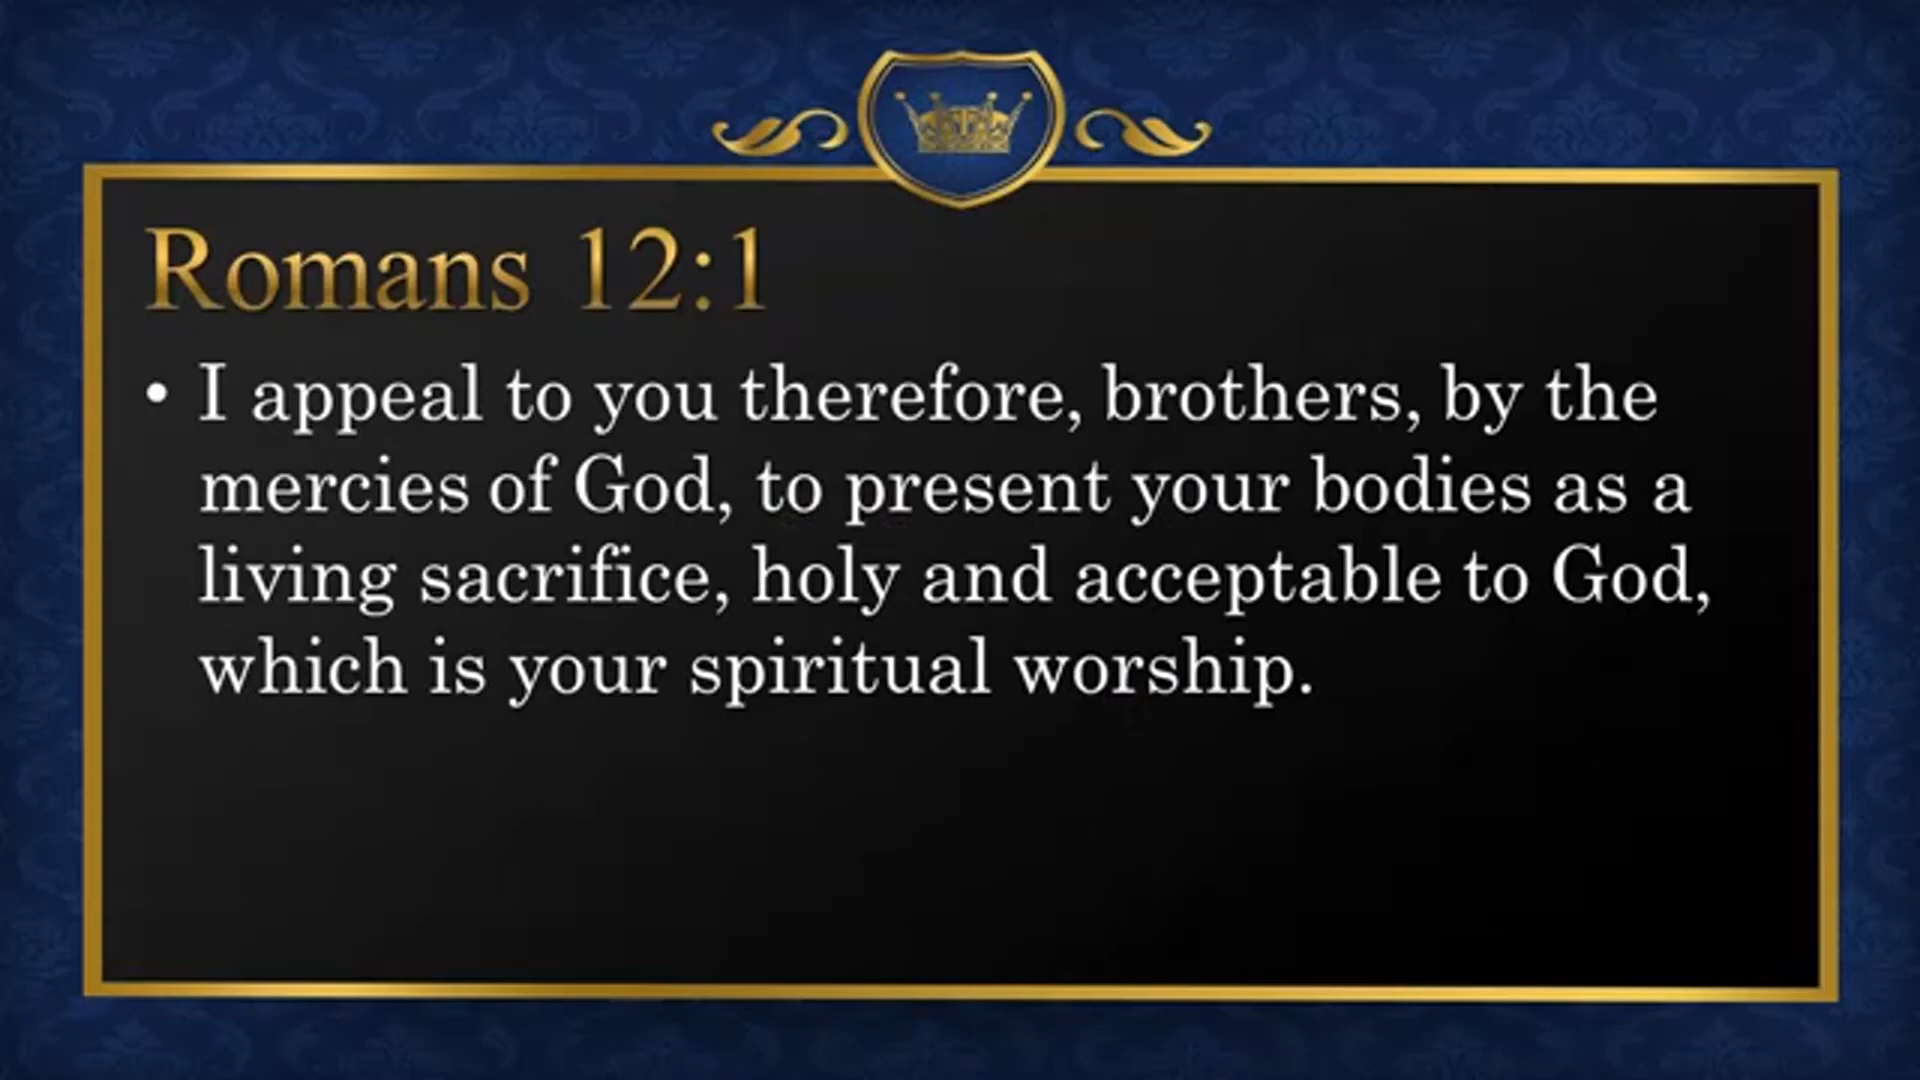 Romans 12:1
• I appeal to you therefore, brothers, by the
mercies of God, to present your bodies as a
living sacrifice, holy and acceptable to God,
which is your spiritual worship.